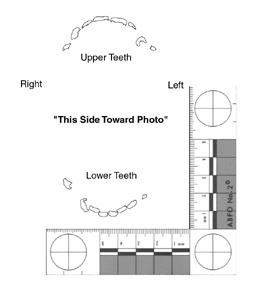 Upper Teeth
Right
Left
"This Side Toward Photo"
Lower Teeth
ABFO No. 2®